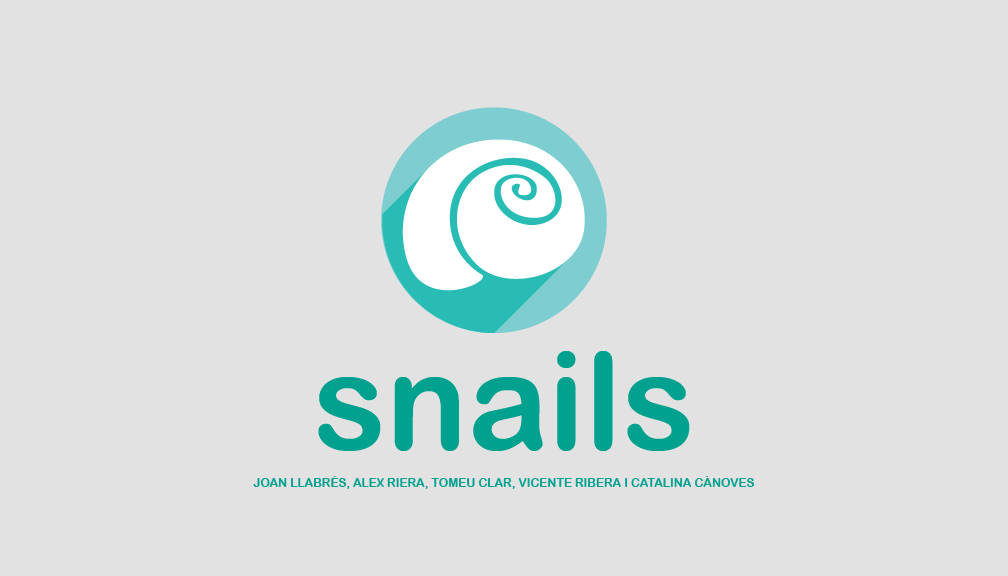 snails
JOAN LLABRÉS, ALEX RIERA, TOMEU CLAR, VICENTE RIBERA I CATALINA CÀNOVES